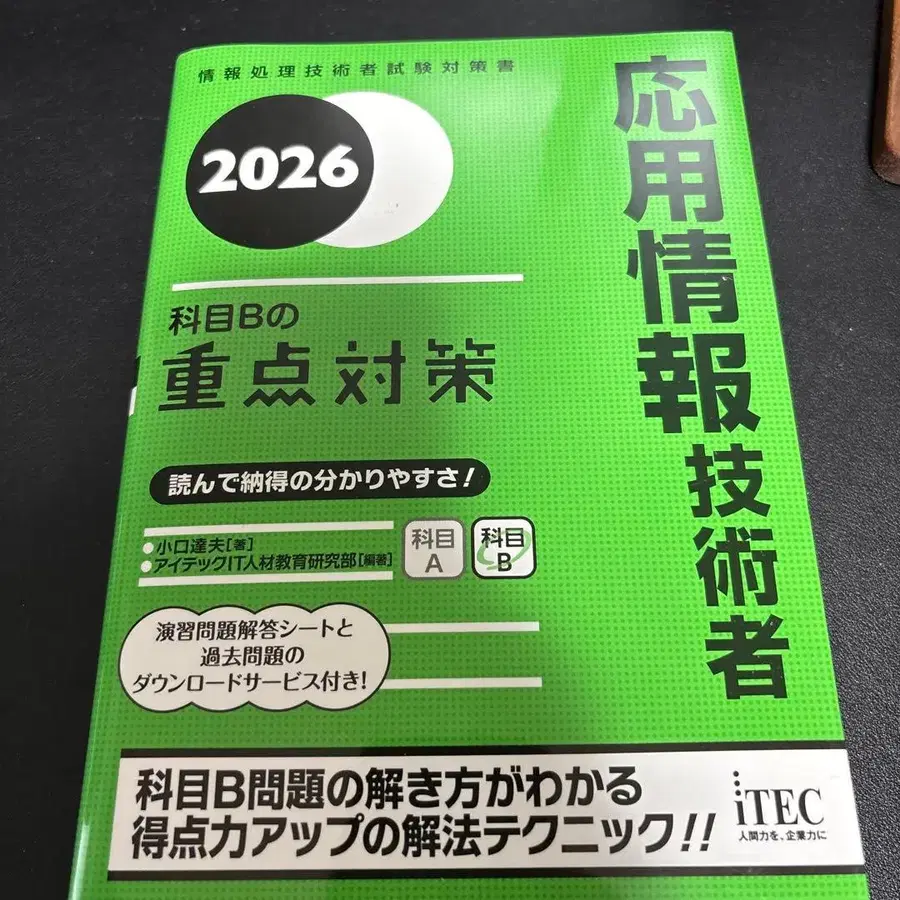 情報処理技術者試験対策書
2026
応用情報技術者
科目Bの
重点対策
読んで納得の分かりやすさ!
小口達夫[著]
アイテックIT人材教育研究部[編著]
科目
A
科目
B
演習問題解答シートと
過去問題の
ダウンロードサービス付き!
科目B問題の解き方がわかる
得点力アップの解法テクニック!!
iTEC
人間力を、企業力に